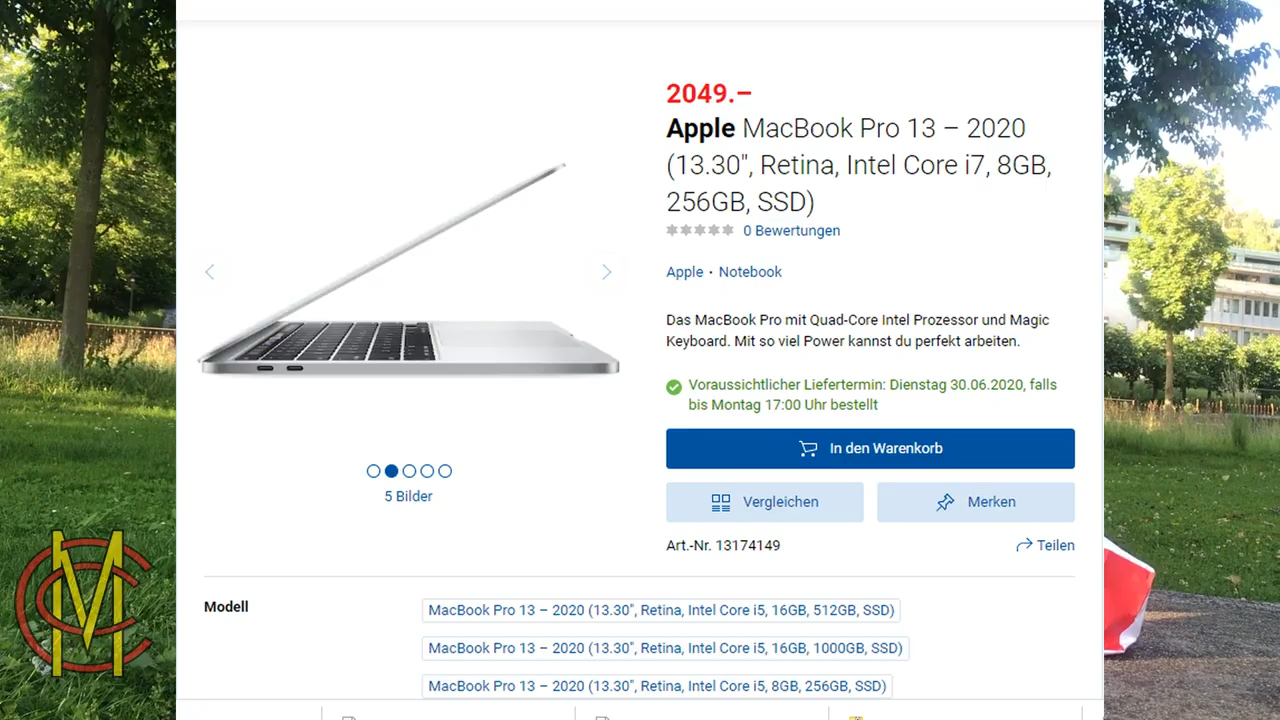 2049.–
Apple MacBook Pro 13 – 2020
(13.30", Retina, Intel Core i7, 8GB,
256GB, SSD)
0 Bewertungen
Apple • Notebook
Das MacBook Pro mit Quad-Core Intel Prozessor und Magic
Keyboard. Mit so viel Power kannst du perfekt arbeiten.
Voraussichtlicher Liefertermin: Dienstag 30.06.2020, falls
bis Montag 17:00 Uhr bestellt
In den Warenkorb
5 Bilder
Vergleichen
Merken
Art.-Nr. 13174149
Teilen
Modell
MacBook Pro 13 – 2020 (13.30", Retina, Intel Core i5, 16GB, 512GB, SSD)
MacBook Pro 13 – 2020 (13.30", Retina, Intel Core i5, 16GB, 1000GB, SSD)
MacBook Pro 13 – 2020 (13.30", Retina, Intel Core i5, 8GB, 256GB, SSD)